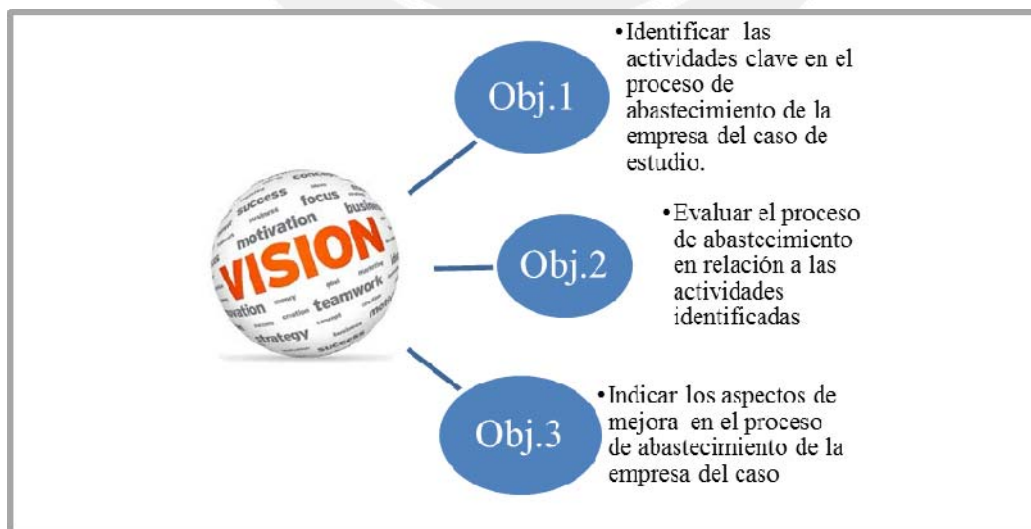 •Identificar las
actividades clave en el
proceso de
abastecimiento de la
empresa del caso de
estudio.
Obj.1
•Evaluar el proceso
de abastecimiento
en relación a las
actividades
identificadas
Obj.2
•Indicar los aspectos de
mejora en el proceso
de abastecimiento de la
empresa del caso
Obj.3
success
focus
motivation
VISION
teamwork
strategy
success